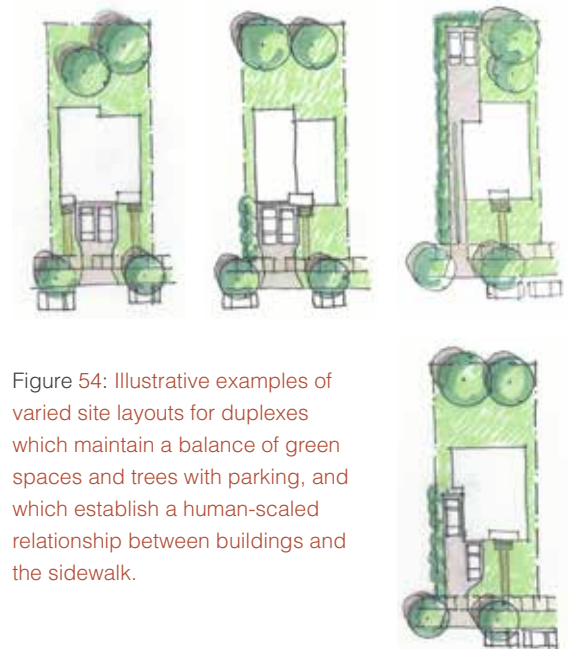 Figure 54: Illustrative examples of
varied site layouts for duplexes
which maintain a balance of green
spaces and trees with parking, and
which establish a human-scaled
relationship between buildings and
the sidewalk.